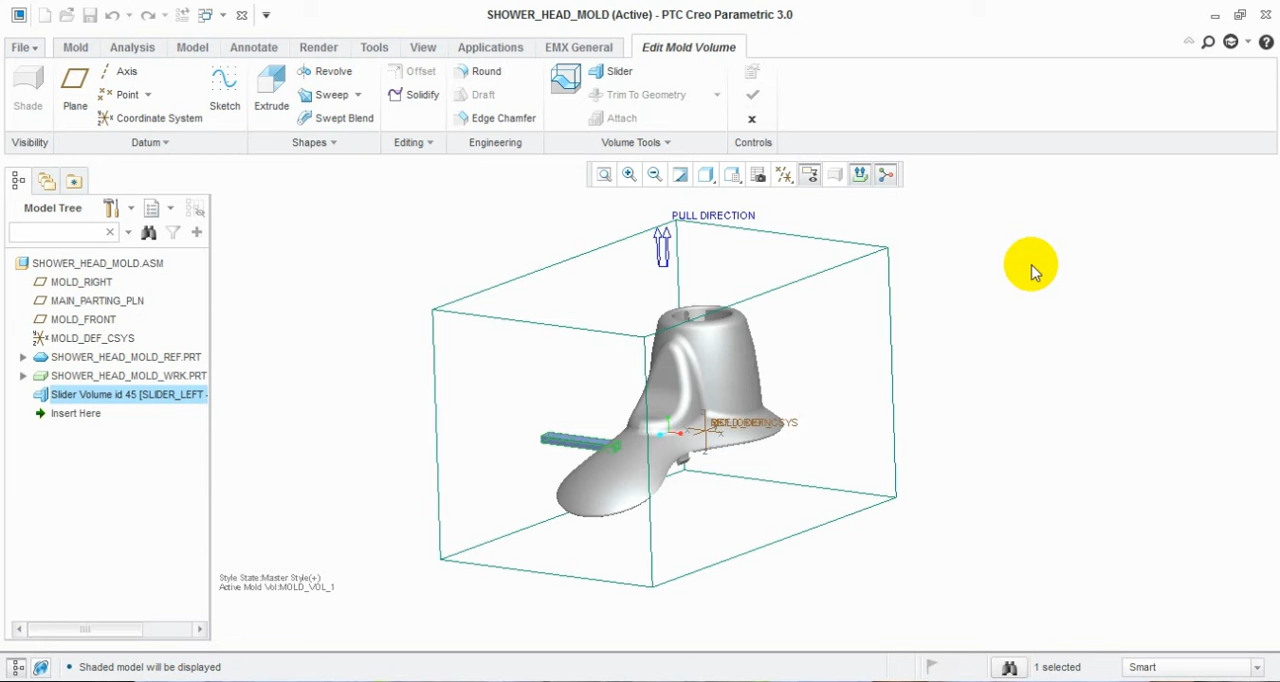 SHOWER_HEAD_MOLD (Active) - PTC Creo Parametric 3.0
File Mold Analysis Model Annotate Render Tools View Applications EMX General Edit Mold Volume
Shade Plane Axis Sketch Extrude Revolve Offset Round Slider
Point Sweep Solidify Draft Trim To Geometry
Coordinate System Swept Blend Edge Chamfer Attach
Visibility Datum Shapes Editing Engineering Volume Tools Controls
Model Tree
SHOWER_HEAD_MOLD.ASM
MOLD_RIGHT
MAIN_PARTING_PLN
MOLD_FRONT
MOLD_DEF_CSYS
SHOWER_HEAD_MOLD_REF.PRT
SHOWER_HEAD_MOLD_WRK.PRT
Slider Volume id 45 [SLIDER_LEFT -
Insert Here
PULL DIRECTION
Style State:Master Style(+)
Active Mold Vol:MOLD_VOL_1
Shaded model will be displayed
1 selected
Smart